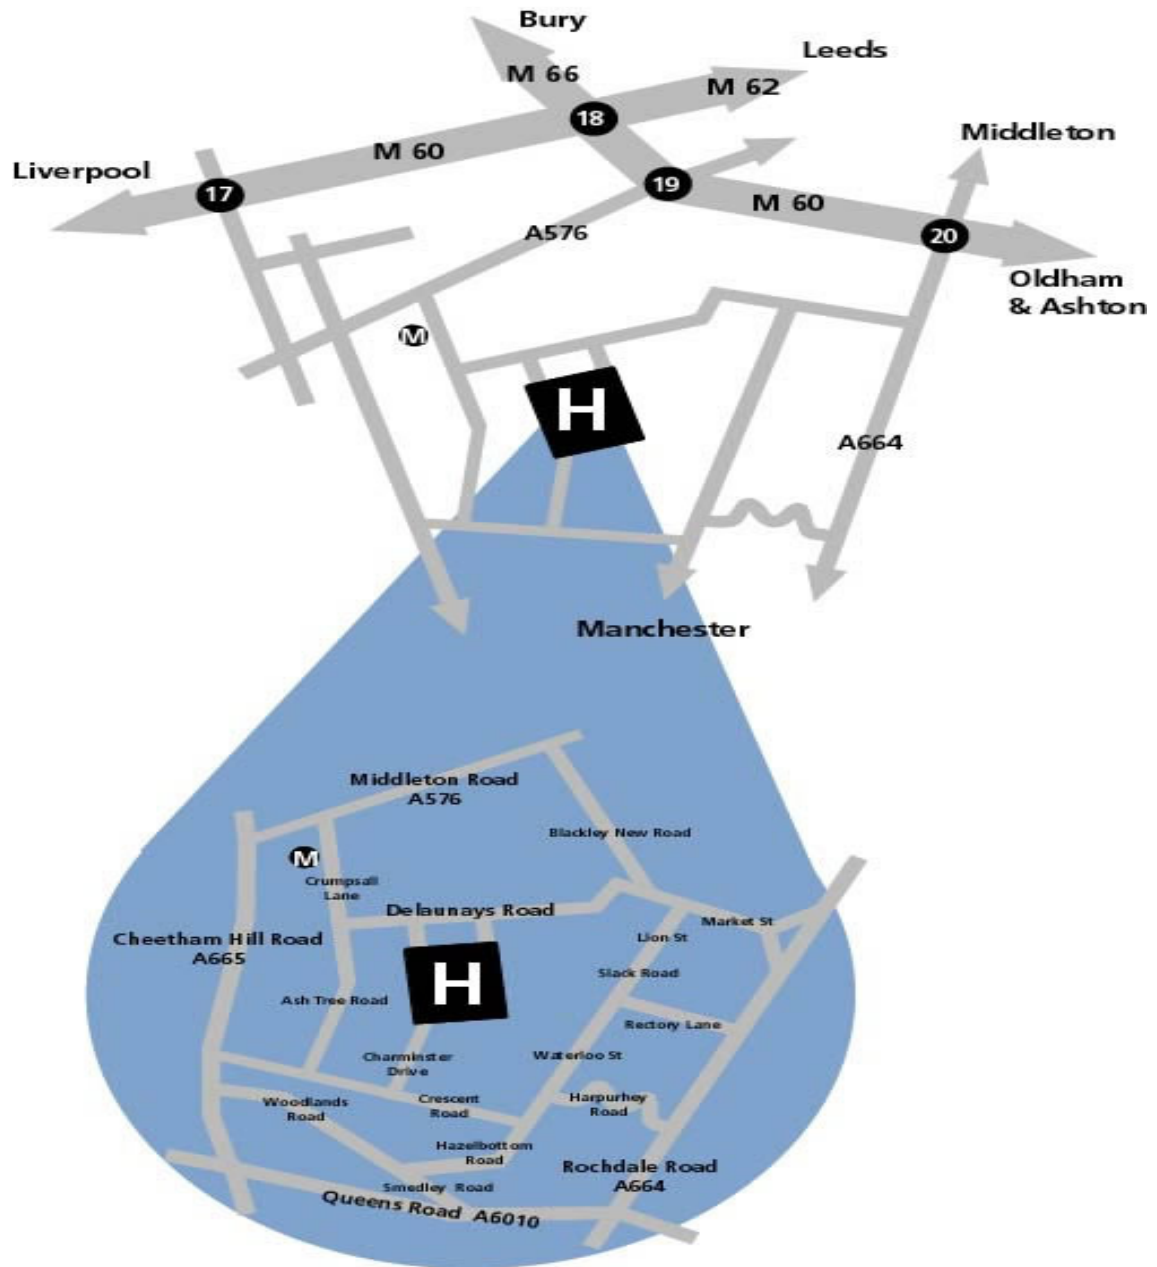 Bury
Leeds
M 66
M 62
18
Middleton
M 60
Liverpool
17
19
M 60
A576
20
Oldham
& Ashton
M
H
A664
Manchester
Middleton Road
A576
Blackley New Road
M
Crumpsall
Lane
Delaunays Road
Market St
Cheetham Hill Road
A665
Lion St
H
Slack Road
Ash Tree Road
Rectory Lane
Charminster
Drive
Waterloo St
Woodlands
Road
Crescent
Road
Harpurhey
Road
Hazelbottom
Road
Rochdale Road
A664
Smedley Road
Queens Road A6010